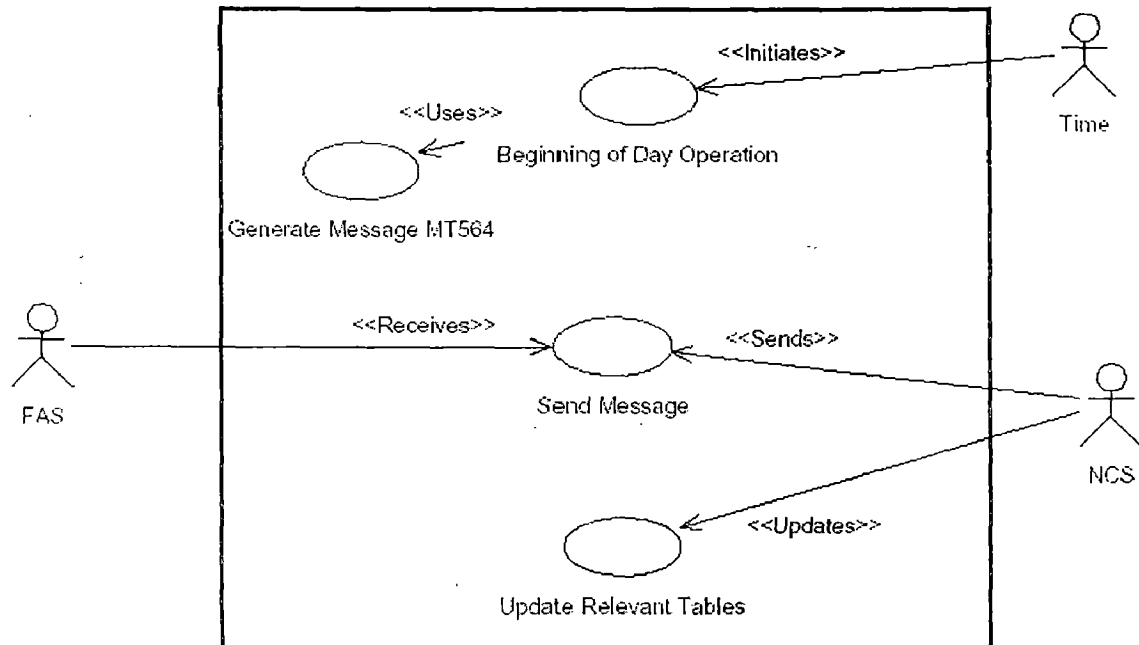 <<Initiates>>
Time
<<Uses>>
Beginning of Day Operation
Generate Message MT564
<<Receives>>
<<Sends>>
FAS
Send Message
NCS
<<Updates>>
Update Relevant Tables